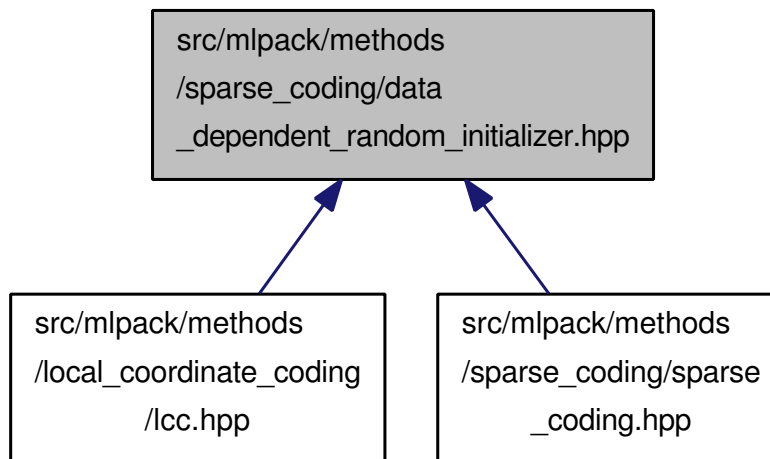 src/mlpack/methods
/sparse_coding/data
_dependent_random_initializer.hpp
src/mlpack/methods
/local_coordinate_coding
/lcc.hpp
src/mlpack/methods
/sparse_coding/sparse
_coding.hpp